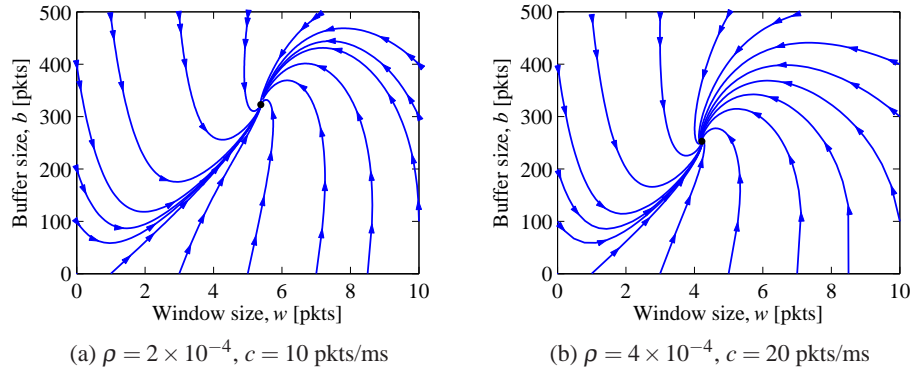 500
400
300
200
100
0
Buffer size, b [pkts]
0 2 4 6 8 10
Window size, w [pkts]
(a) ρ = 2 × 10⁻⁴, c = 10 pkts/ms
500
400
300
200
100
0
Buffer size, b [pkts]
0 2 4 6 8 10
Window size, w [pkts]
(b) ρ = 4 × 10⁻⁴, c = 20 pkts/ms